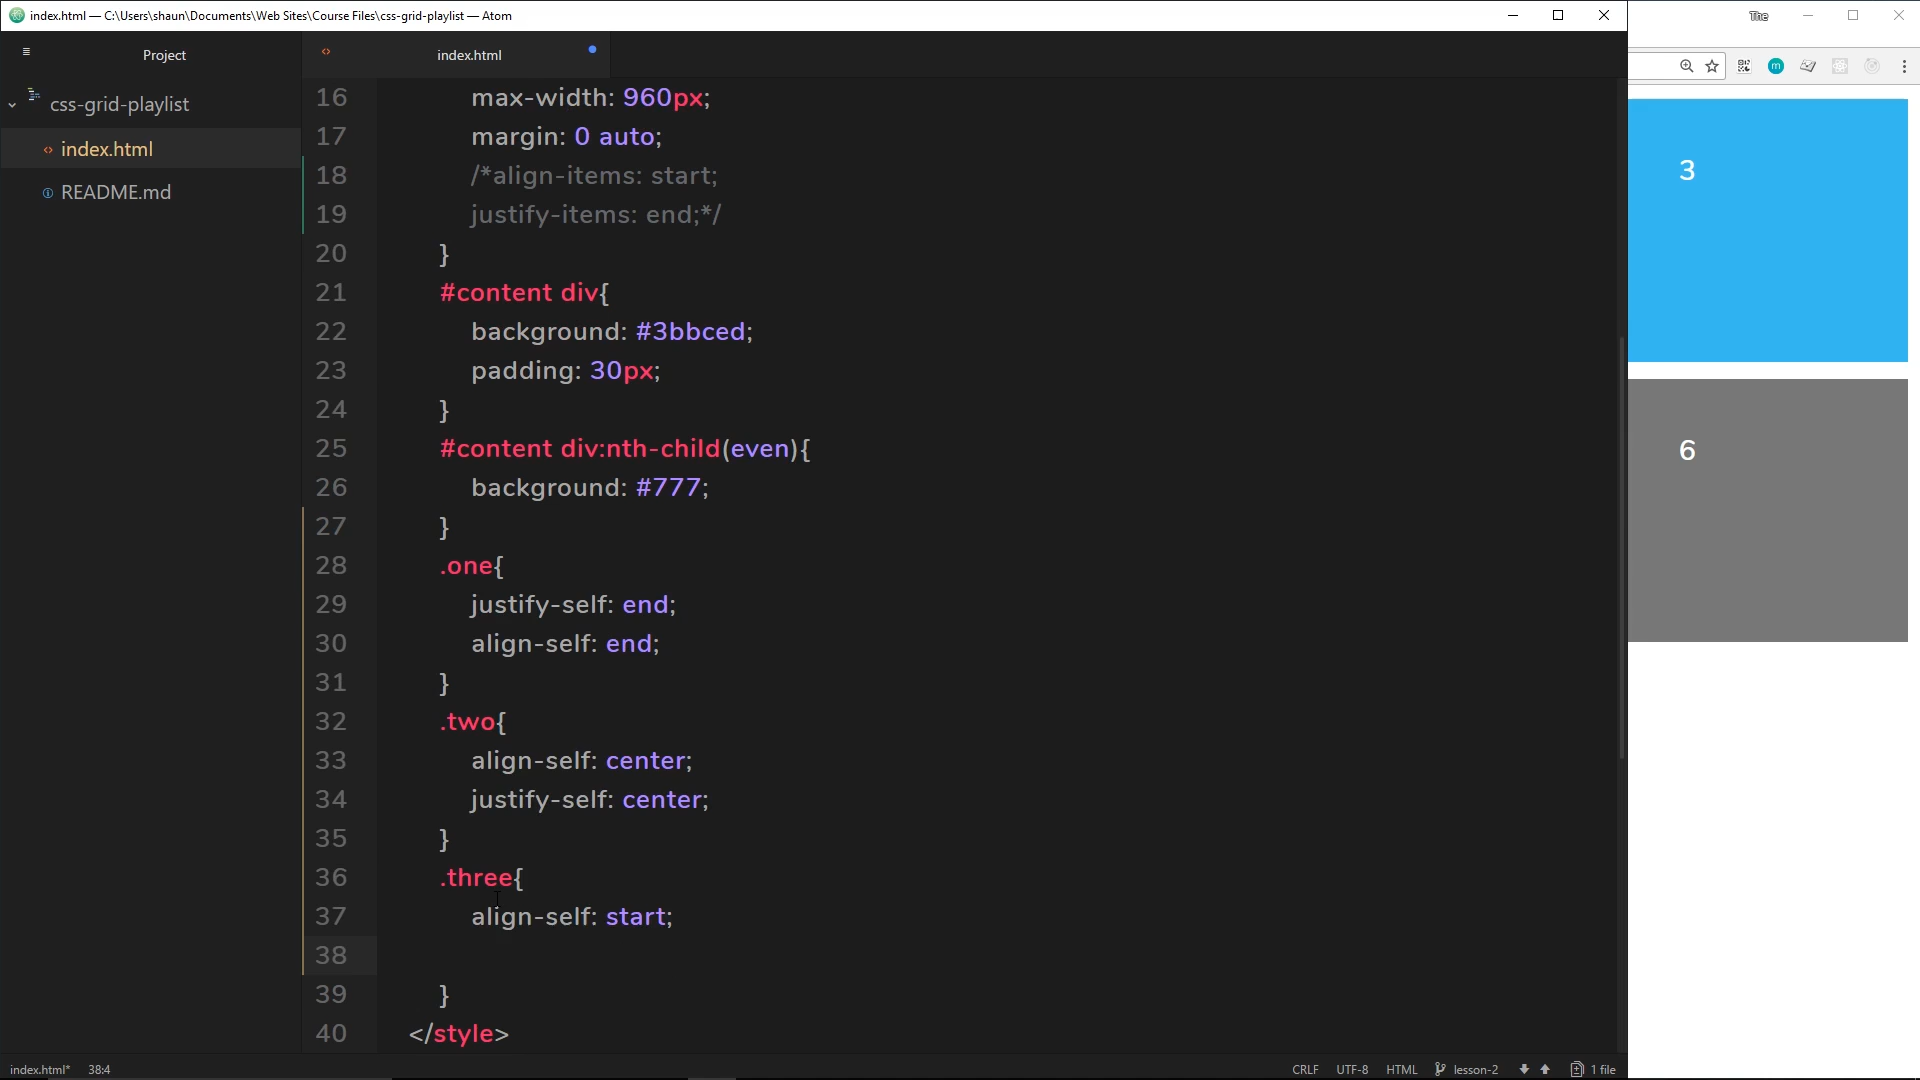 index.html — C:\Users\shaun\Documents\Web Sites\Course Files\css-grid-playlist — Atom
The
Project
index.html
css-grid-playlist
index.html
README.md
16 max-width: 960px;
17 margin: 0 auto;
18 /*align-items: start;
19 justify-items: end;*/
20 }
21 #content div{
22 background: #3bbced;
23 padding: 30px;
24 }
25 #content div:nth-child(even){
26 background: #777;
27 }
28 .one{
29 justify-self: end;
30 align-self: end;
31 }
32 .two{
33 align-self: center;
34 justify-self: center;
35 }
36 .three{
37 align-self: start;
38
39 }
40 </style>
3
6
index.html* 38:4 CRLF UTF-8 HTML lesson-2 1 file